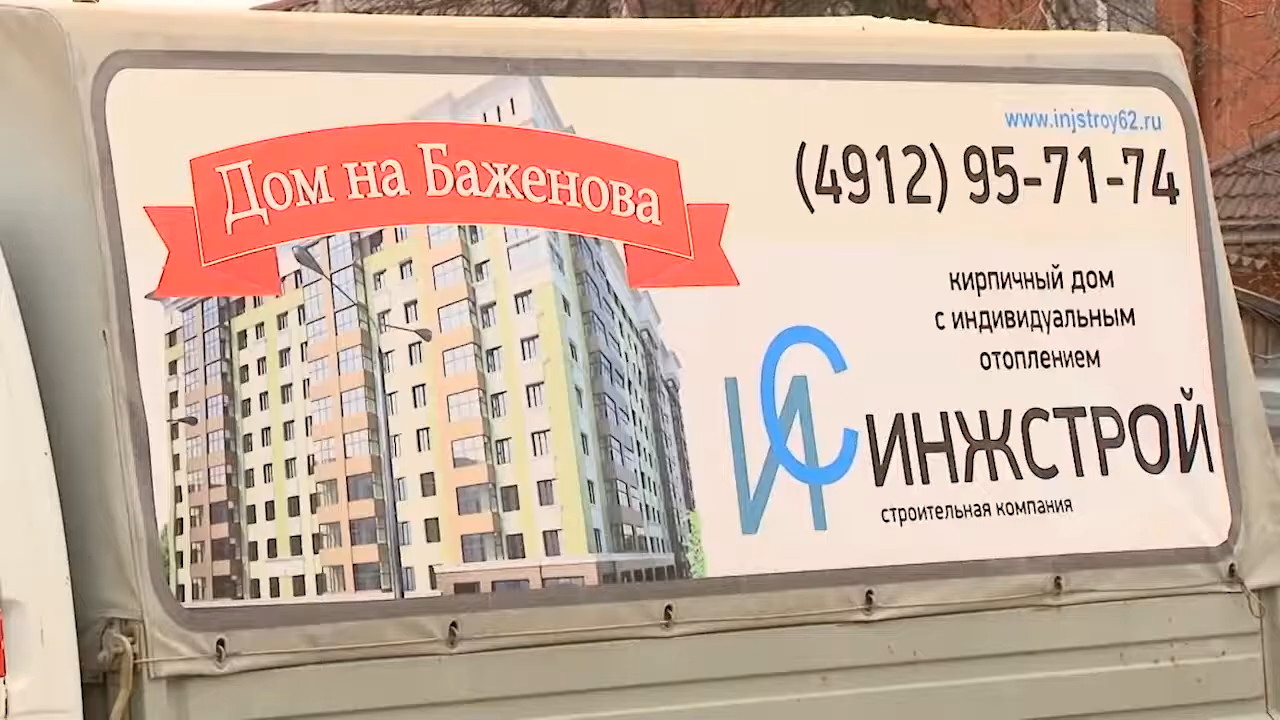 Дом на Баженова
www.injstroy62.ru
(4912) 95-71-74
кирпичный дом
с индивидуальным
отоплением
ИС
ИНЖСТРОЙ
строительная компания